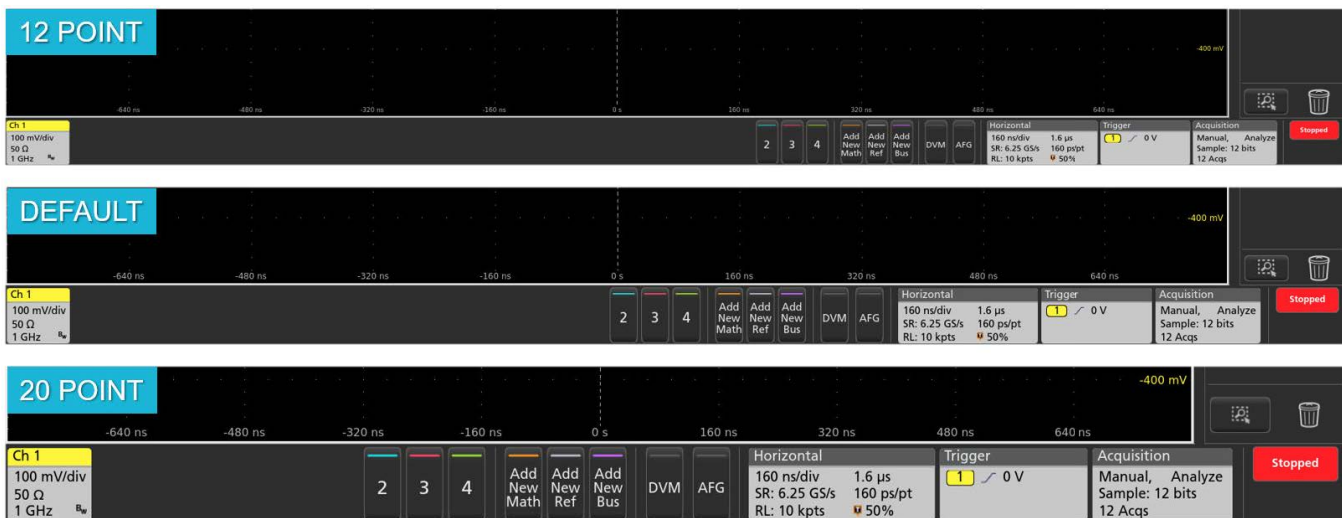 12 POINT
-400 mV
-640 ns -480 ns -320 ns -160 ns 0 s 160 ns 320 ns 480 ns 640 ns
Ch 1
100 mV/div
50 Ω
1 GHz Bw
2 3 4
Add New Math
Add New Ref
Add New Bus
DVM AFG
Horizontal
160 ns/div 1.6 µs
SR: 6.25 GS/s 160 ps/pt
RL: 10 kpts 50%
Trigger
1 0 V
Acquisition
Manual, Analyze
Sample: 12 bits
12 Acqs
Stopped
DEFAULT
-400 mV
-640 ns -480 ns -320 ns -160 ns 0 s 160 ns 320 ns 480 ns 640 ns
Ch 1
100 mV/div
50 Ω
1 GHz Bw
2 3 4
Add New Math
Add New Ref
Add New Bus
DVM AFG
Horizontal
160 ns/div 1.6 µs
SR: 6.25 GS/s 160 ps/pt
RL: 10 kpts 50%
Trigger
1 0 V
Acquisition
Manual, Analyze
Sample: 12 bits
12 Acqs
Stopped
20 POINT
-400 mV
-640 ns -480 ns -320 ns -160 ns 0 s 160 ns 320 ns 480 ns 640 ns
Ch 1
100 mV/div
50 Ω
1 GHz Bw
2 3 4
Add New Math
Add New Ref
Add New Bus
DVM AFG
Horizontal
160 ns/div 1.6 µs
SR: 6.25 GS/s 160 ps/pt
RL: 10 kpts 50%
Trigger
1 0 V
Acquisition
Manual, Analyze
Sample: 12 bits
12 Acqs
Stopped